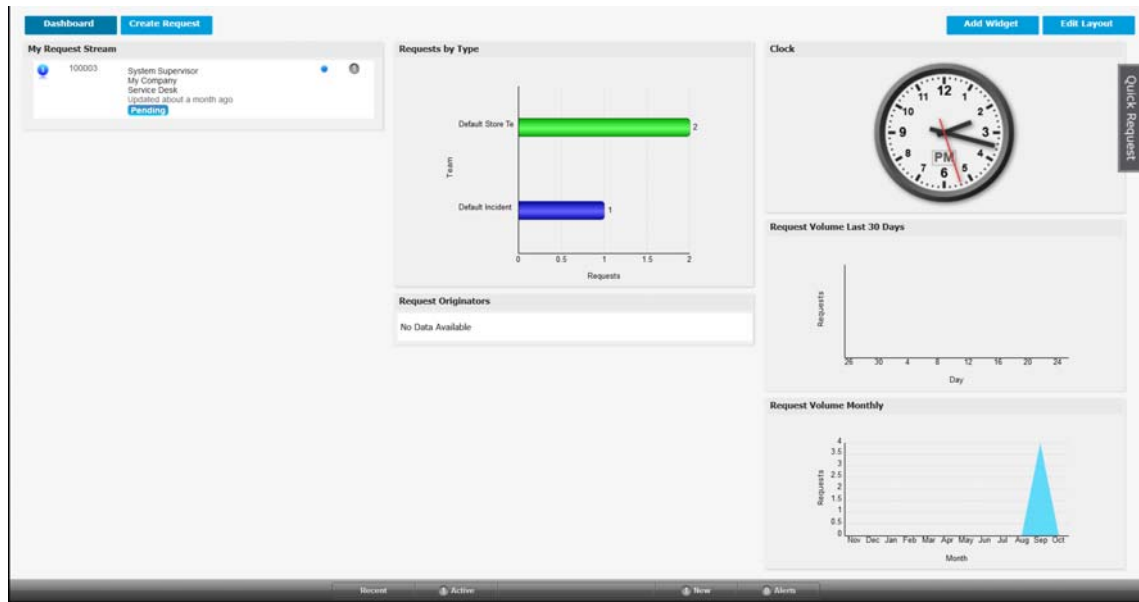 Dashboard
Create Request
Add Widget
Edit Layout
My Request Stream
100003
System Supervisor
My Company
Service Desk
Updated about a month ago
Pending
Requests by Type
Team
Default Store Te
2
Default Incident
1
0 0.5 1 1.5 2
Requests
Request Originators
No Data Available
Clock
12
1
2
3
4
5
6
7
8
9
10
11
PM
Quick Request
Request Volume Last 30 Days
Requests
26 30 4 8 12 16 20 24
Day
Request Volume Monthly
Requests
4
3.5
3
2.5
2
1.5
1
0.5
0
Nov Dec Jan Feb Mar Apr May Jun Jul Aug Sep Oct
Month
Recent
Active
New
Alerts